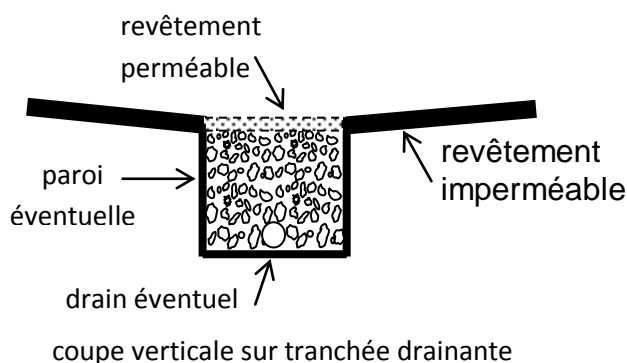 revêtement
perméable
revêtement
imperméable
paroi
éventuelle
drain éventuel
coupe verticale sur tranchée drainante